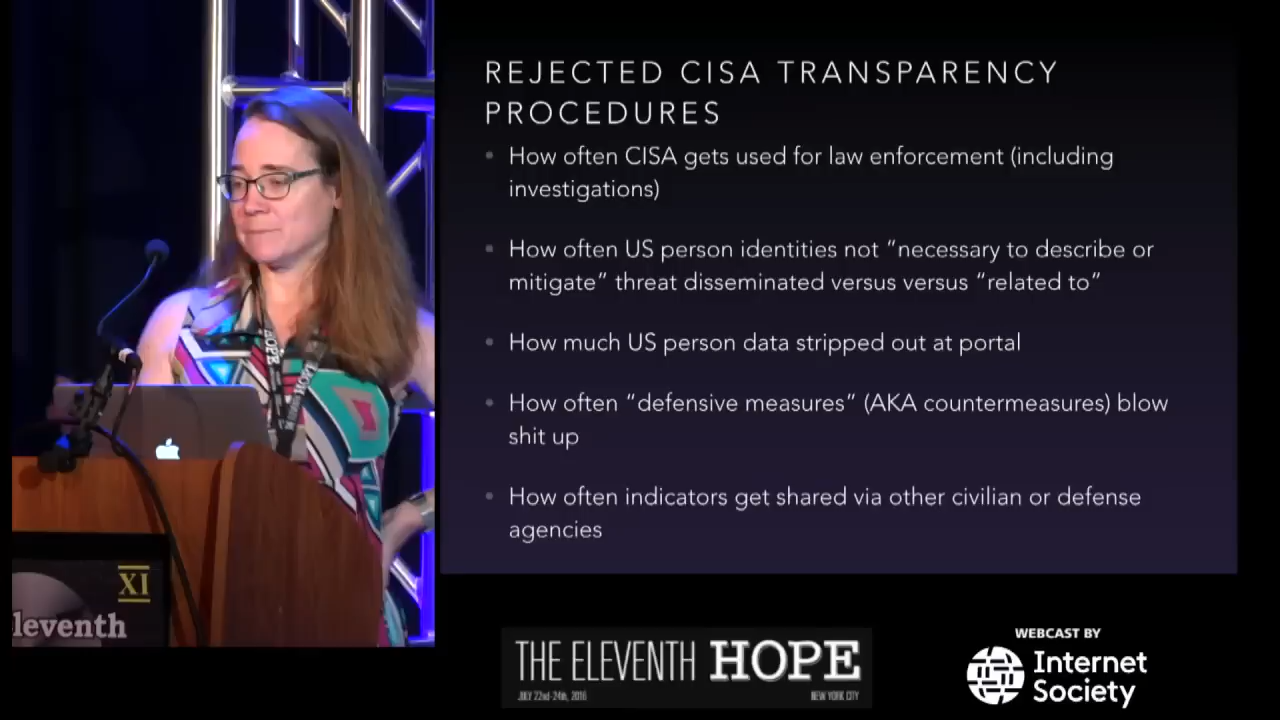 REJECTED CISA TRANSPARENCY
PROCEDURES
• How often CISA gets used for law enforcement (including
investigations)
• How often US person identities not “necessary to describe or
mitigate” threat disseminated versus versus “related to”
• How much US person data stripped out at portal
• How often “defensive measures” (AKA countermeasures) blow
shit up
• How often indicators get shared via other civilian or defense
agencies
HOPE
XI
leventh
THE ELEVENTH HOPE
JULY 22nd-24th, 2016 NEW YORK CITY
WEBCAST BY
Internet
Society